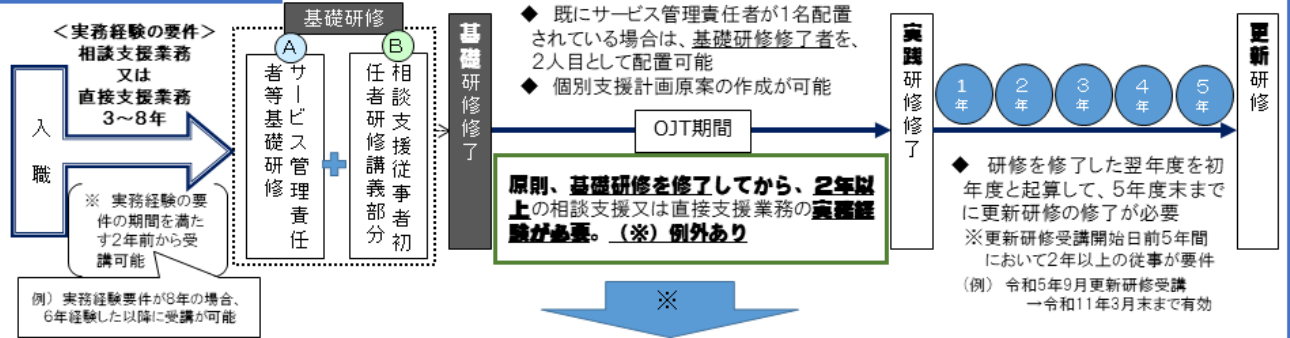 <実務経験の要件>
相談支援業務
又は
直接支援業務
3~8年
入職
※ 実務経験の要
件の期間を満た
す2年前から受
講可能
例）実務経験要件が8年の場合、
6年経験した以降に受講が可能
基礎研修
A
サービス管理責任
者等基礎研修
+
B
相談支援従事者初
任者研修講義部分
基礎研修修了
◆ 既にサービス管理責任者が1名配置
されている場合は、基礎研修修了者を、
2人目として配置可能
◆ 個別支援計画原案の作成が可能
OJT期間
原則、基礎研修を修了してから、2年以
上の相談支援又は直接支援業務の実務経
験が必要。（※）例外あり
※
実践研修修了
1年
2年
3年
4年
5年
◆ 研修を修了した翌年度を初
年度と起算して、5年度末まで
に更新研修の修了が必要
※更新研修受講開始日前5年間
において2年以上の従事が要件
（例） 令和5年9月更新研修受講
→令和11年3月末まで有効
更新研修